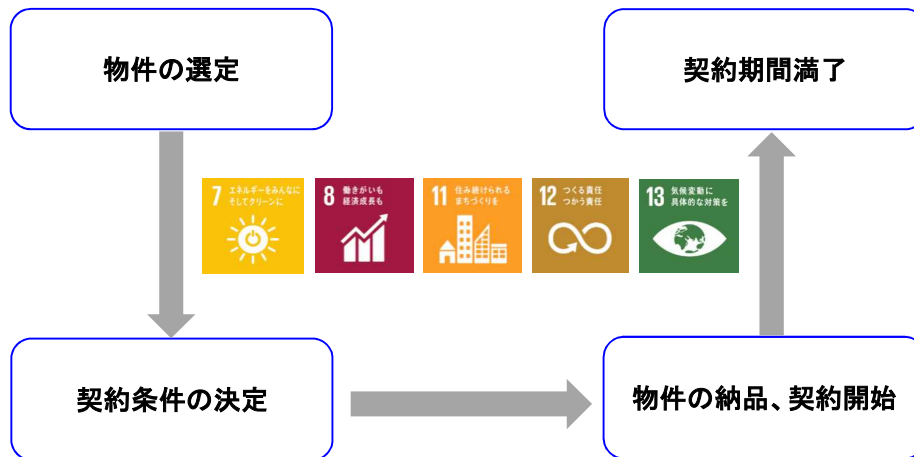 物件の選定
契約期間満了
7 エネルギーをみんなに
そしてクリーンに
8 働きがいも
経済成長も
11 住み続けられる
まちづくりを
12 つくる責任
つかう責任
13 気候変動に
具体的な対策を
契約条件の決定
物件の納品、契約開始